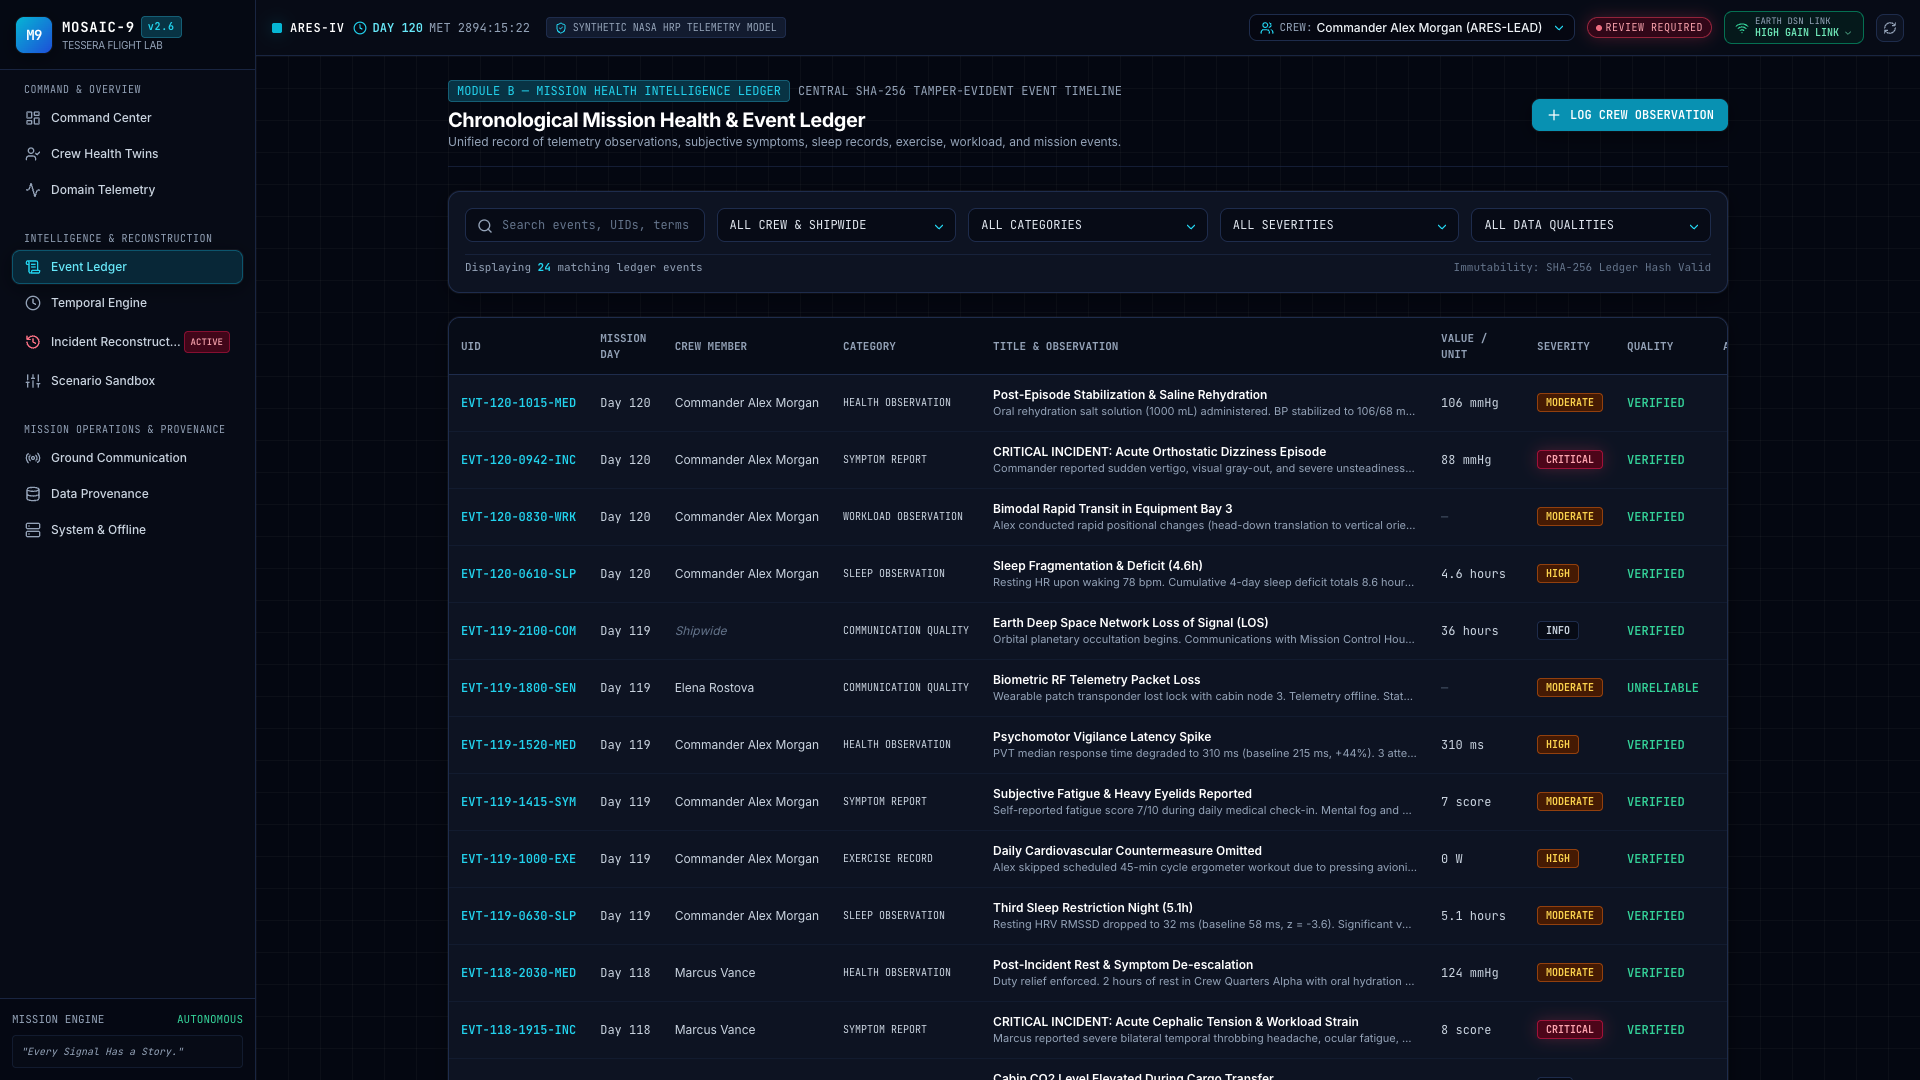 M9
MOSAIC-9 v2.6
TESSERA FLIGHT LAB
COMMAND & OVERVIEW
Command Center
Crew Health Twins
Domain Telemetry
INTELLIGENCE & RECONSTRUCTION
Event Ledger
Temporal Engine
Incident Reconstruct... ACTIVE
Scenario Sandbox
MISSION OPERATIONS & PROVENANCE
Ground Communication
Data Provenance
System & Offline
MISSION ENGINE AUTONOMOUS
"Every Signal Has a Story."
ARES-IV DAY 120 MET 2894:15:22 SYNTHETIC NASA HRP TELEMETRY MODEL
CREW: Commander Alex Morgan (ARES-LEAD)
REVIEW REQUIRED
EARTH DSN LINK
HIGH GAIN LINK
MODULE B — MISSION HEALTH INTELLIGENCE LEDGER CENTRAL SHA-256 TAMPER-EVIDENT EVENT TIMELINE
Chronological Mission Health & Event Ledger
Unified record of telemetry observations, subjective symptoms, sleep records, exercise, workload, and mission events.
+ LOG CREW OBSERVATION
Search events, UIDs, terms
ALL CREW & SHIPWIDE
ALL CATEGORIES
ALL SEVERITIES
ALL DATA QUALITIES
Displaying 24 matching ledger events
Immutability: SHA-256 Ledger Hash Valid
UID MISSION DAY CREW MEMBER CATEGORY TITLE & OBSERVATION VALUE / UNIT SEVERITY QUALITY
EVT-120-1015-MED Day 120 Commander Alex Morgan HEALTH OBSERVATION Post-Episode Stabilization & Saline Rehydration 106 mmHg MODERATE VERIFIED
Oral rehydration salt solution (1000 mL) administered. BP stabilized to 106/68 m...
EVT-120-0942-INC Day 120 Commander Alex Morgan SYMPTOM REPORT CRITICAL INCIDENT: Acute Orthostatic Dizziness Episode 88 mmHg CRITICAL VERIFIED
Commander reported sudden vertigo, visual gray-out, and severe unsteadiness...
EVT-120-0830-WRK Day 120 Commander Alex Morgan WORKLOAD OBSERVATION Bimodal Rapid Transit in Equipment Bay 3 — MODERATE VERIFIED
Alex conducted rapid positional changes (head-down translation to vertical orie...
EVT-120-0610-SLP Day 120 Commander Alex Morgan SLEEP OBSERVATION Sleep Fragmentation & Deficit (4.6h) 4.6 hours HIGH VERIFIED
Resting HR upon waking 78 bpm. Cumulative 4-day sleep deficit totals 8.6 hour...
EVT-119-2100-COM Day 119 Shipwide COMMUNICATION QUALITY Earth Deep Space Network Loss of Signal (LOS) 36 hours INFO VERIFIED
Orbital planetary occultation begins. Communications with Mission Control Hou...
EVT-119-1800-SEN Day 119 Elena Rostova COMMUNICATION QUALITY Biometric RF Telemetry Packet Loss — MODERATE UNRELIABLE
Wearable patch transponder lost lock with cabin node 3. Telemetry offline. Stat...
EVT-119-1520-MED Day 119 Commander Alex Morgan HEALTH OBSERVATION Psychomotor Vigilance Latency Spike 310 ms HIGH VERIFIED
PVT median response time degraded to 310 ms (baseline 215 ms, +44%). 3 atte...
EVT-119-1415-SYM Day 119 Commander Alex Morgan SYMPTOM REPORT Subjective Fatigue & Heavy Eyelids Reported 7 score MODERATE VERIFIED
Self-reported fatigue score 7/10 during daily medical check-in. Mental fog and ...
EVT-119-1000-EXE Day 119 Commander Alex Morgan EXERCISE RECORD Daily Cardiovascular Countermeasure Omitted 0 W HIGH VERIFIED
Alex skipped scheduled 45-min cycle ergometer workout due to pressing avioni...
EVT-119-0630-SLP Day 119 Commander Alex Morgan SLEEP OBSERVATION Third Sleep Restriction Night (5.1h) 5.1 hours MODERATE VERIFIED
Resting HRV RMSSD dropped to 32 ms (baseline 58 ms, z = -3.6). Significant v...
EVT-118-2030-MED Day 118 Marcus Vance HEALTH OBSERVATION Post-Incident Rest & Symptom De-escalation 124 mmHg MODERATE VERIFIED
Duty relief enforced. 2 hours of rest in Crew Quarters Alpha with oral hydration ...
EVT-118-1915-INC Day 118 Marcus Vance SYMPTOM REPORT CRITICAL INCIDENT: Acute Cephalic Tension & Workload Strain 8 score CRITICAL VERIFIED
Marcus reported severe bilateral temporal throbbing headache, ocular fatigue, ...
Cabin CO2 Level Elevated During Cargo Transfer